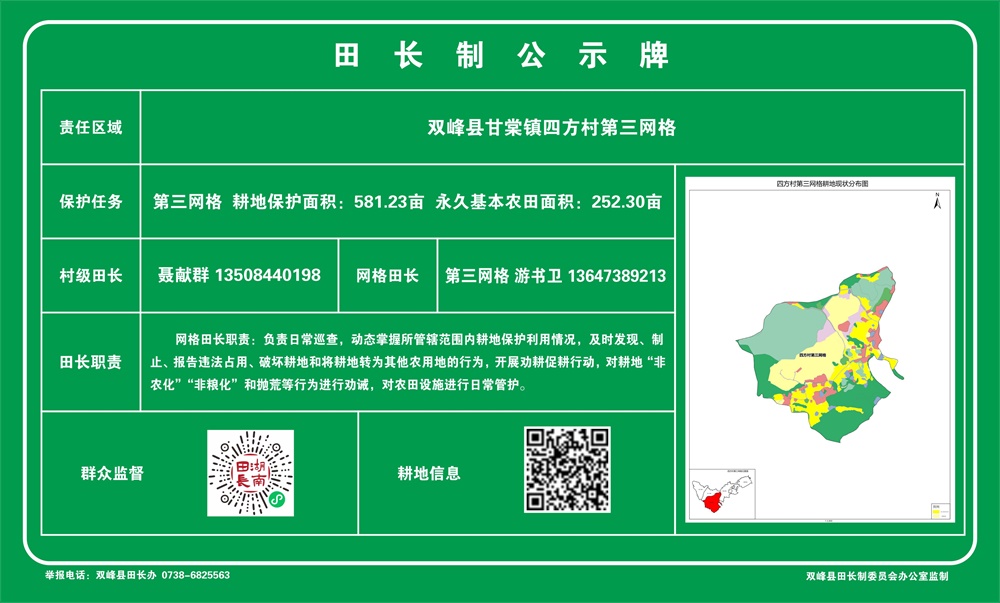 田长制公示牌
责任区域
双峰县甘棠镇四方村第三网格
保护任务
第三网格 耕地保护面积：581.23亩 永久基本农田面积：252.30亩
村级田长
聂献群 13508440198
网格田长
第三网格 游书卫 13647389213
田长职责
网格田长职责：负责日常巡查，动态掌握所管辖范围内耕地保护利用情况，及时发现、制
止、报告违法占用、破坏耕地和将耕地转为其他农用地的行为，开展劝耕促耕行动，对耕地“非
农化”“非粮化”和抛荒等行为进行劝诫，对农田设施进行日常管护。
群众监督
湖南
田長
耕地信息
四方村第三网格耕地现状分布图
N
四方村第三网格
举报电话：双峰县田长办 0738-6825563
双峰县田长制委员会办公室监制